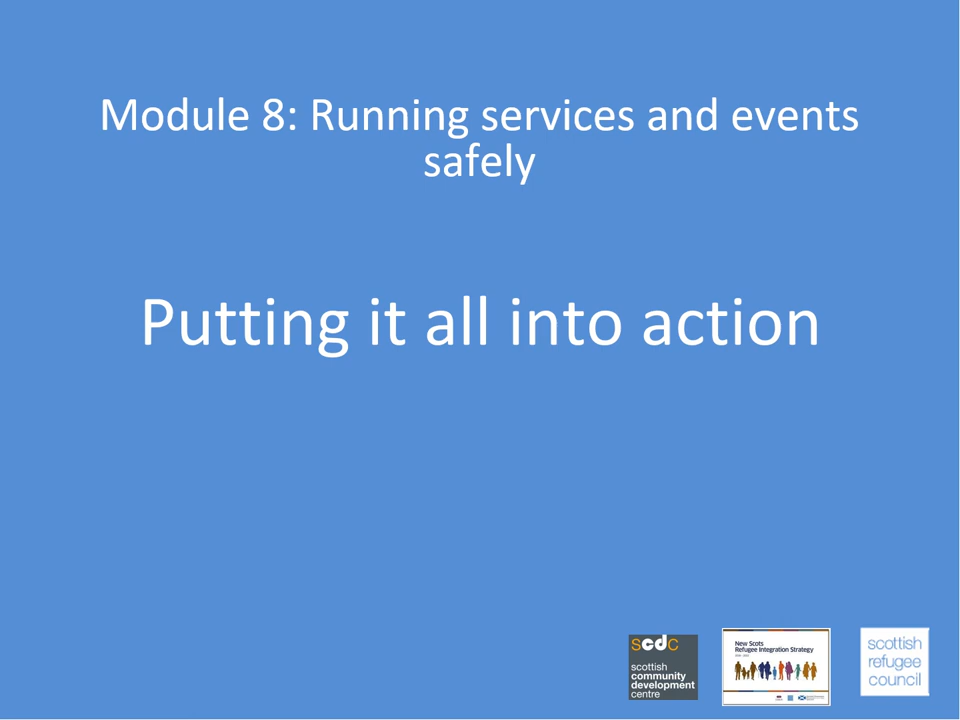 Module 8: Running services and events
safely
Putting it all into action
scdc
scottish
community
development
centre
New Scots
Refugee Integration Strategy
scottish
refugee
council